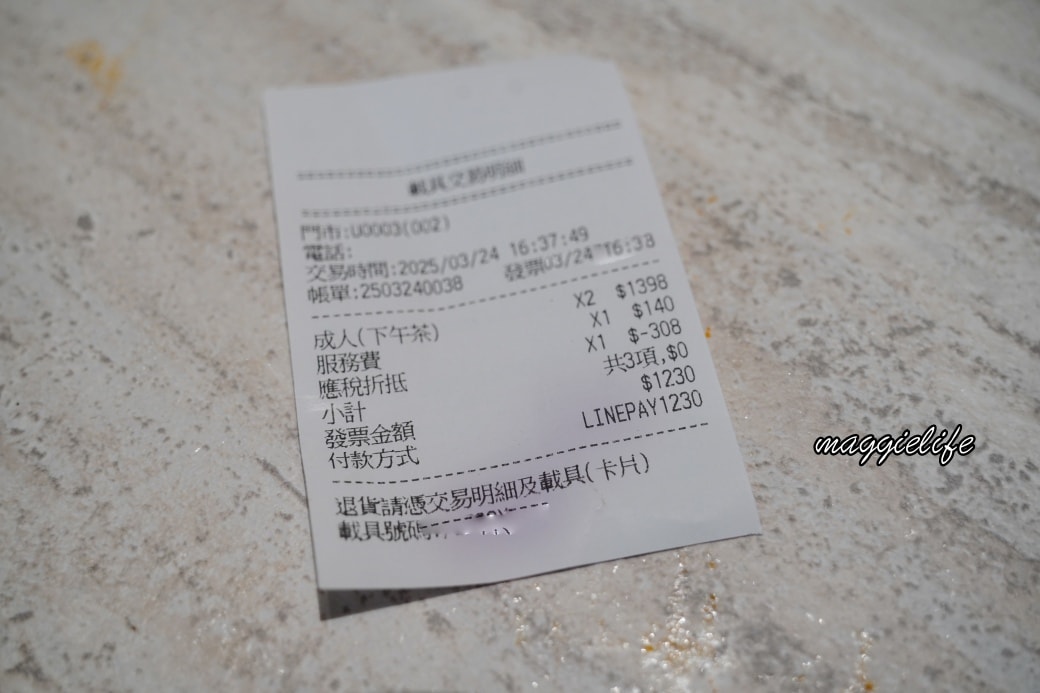 載具交易明細
門市:U0003(002)
電話:
交易時間:2025/03/24 16:37:49
帳單:2503240038 發票03/24 16:38
成人(下午茶) X2 $1398
服務費 X1 $140
應稅折抵 X1 $-308
小計 共3項,$0
發票金額 $1230
付款方式 LINEPAY1230
退貨請憑交易明細及載具(卡片)
載具號碼
maggielife